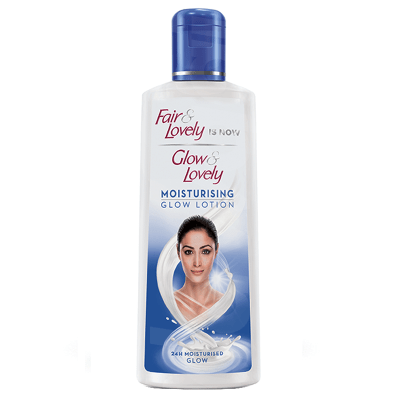 Fair &
Lovely IS NOW
Glow &
Lovely
MOISTURISING
GLOW LOTION
24H MOISTURISED
GLOW